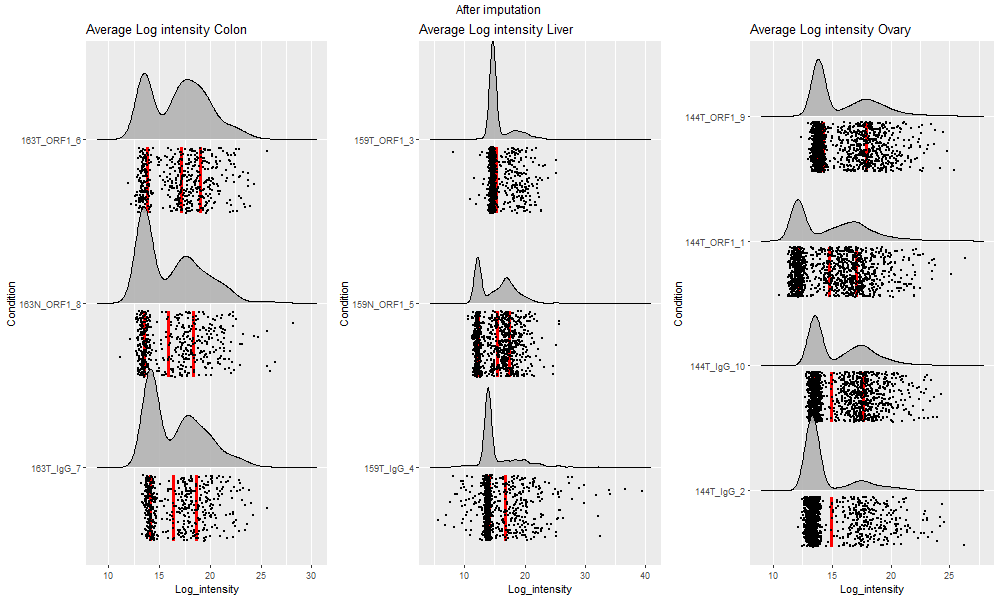 After imputation
Average Log intensity Colon
Average Log intensity Liver
Average Log intensity Ovary
Condition
163T_ORF1_6
163N_ORF1_8
163T_IgG_7
10 15 20 25 30
Log_intensity
Condition
159T_ORF1_3
159N_ORF1_5
159T_IgG_4
10 20 30 40
Log_intensity
Condition
144T_ORF1_9
144T_ORF1_1
144T_IgG_10
144T_IgG_2
10 15 20 25
Log_intensity